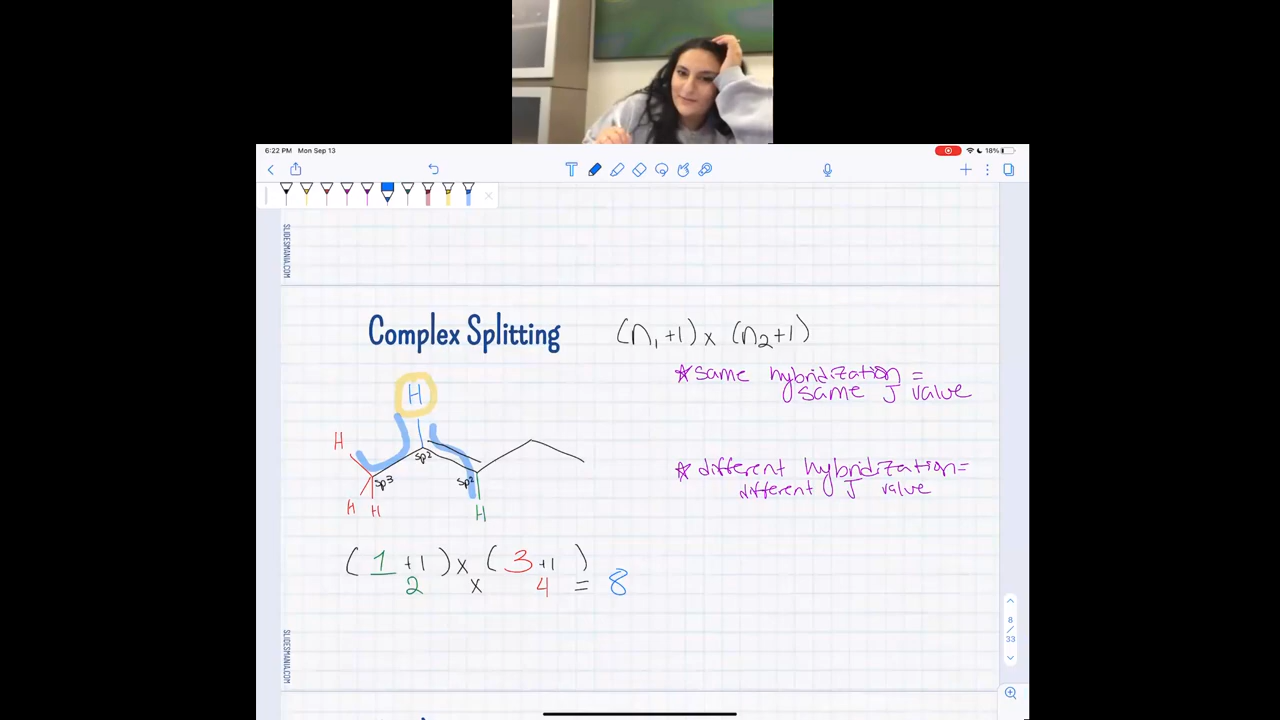 6:22 PM Mon Sep 13
18%
T
SLIDESMANIA.COM
Complex Splitting
(n₁+1) x (n₂+1)
*same hybridization =
same J value
H
H
sp2
sp3
sp2
H H
H
*different hybridization=
different J value
(1+1) x (3+1)
2 x 4 = 8
8
/
33
SLIDESMANIA.COM